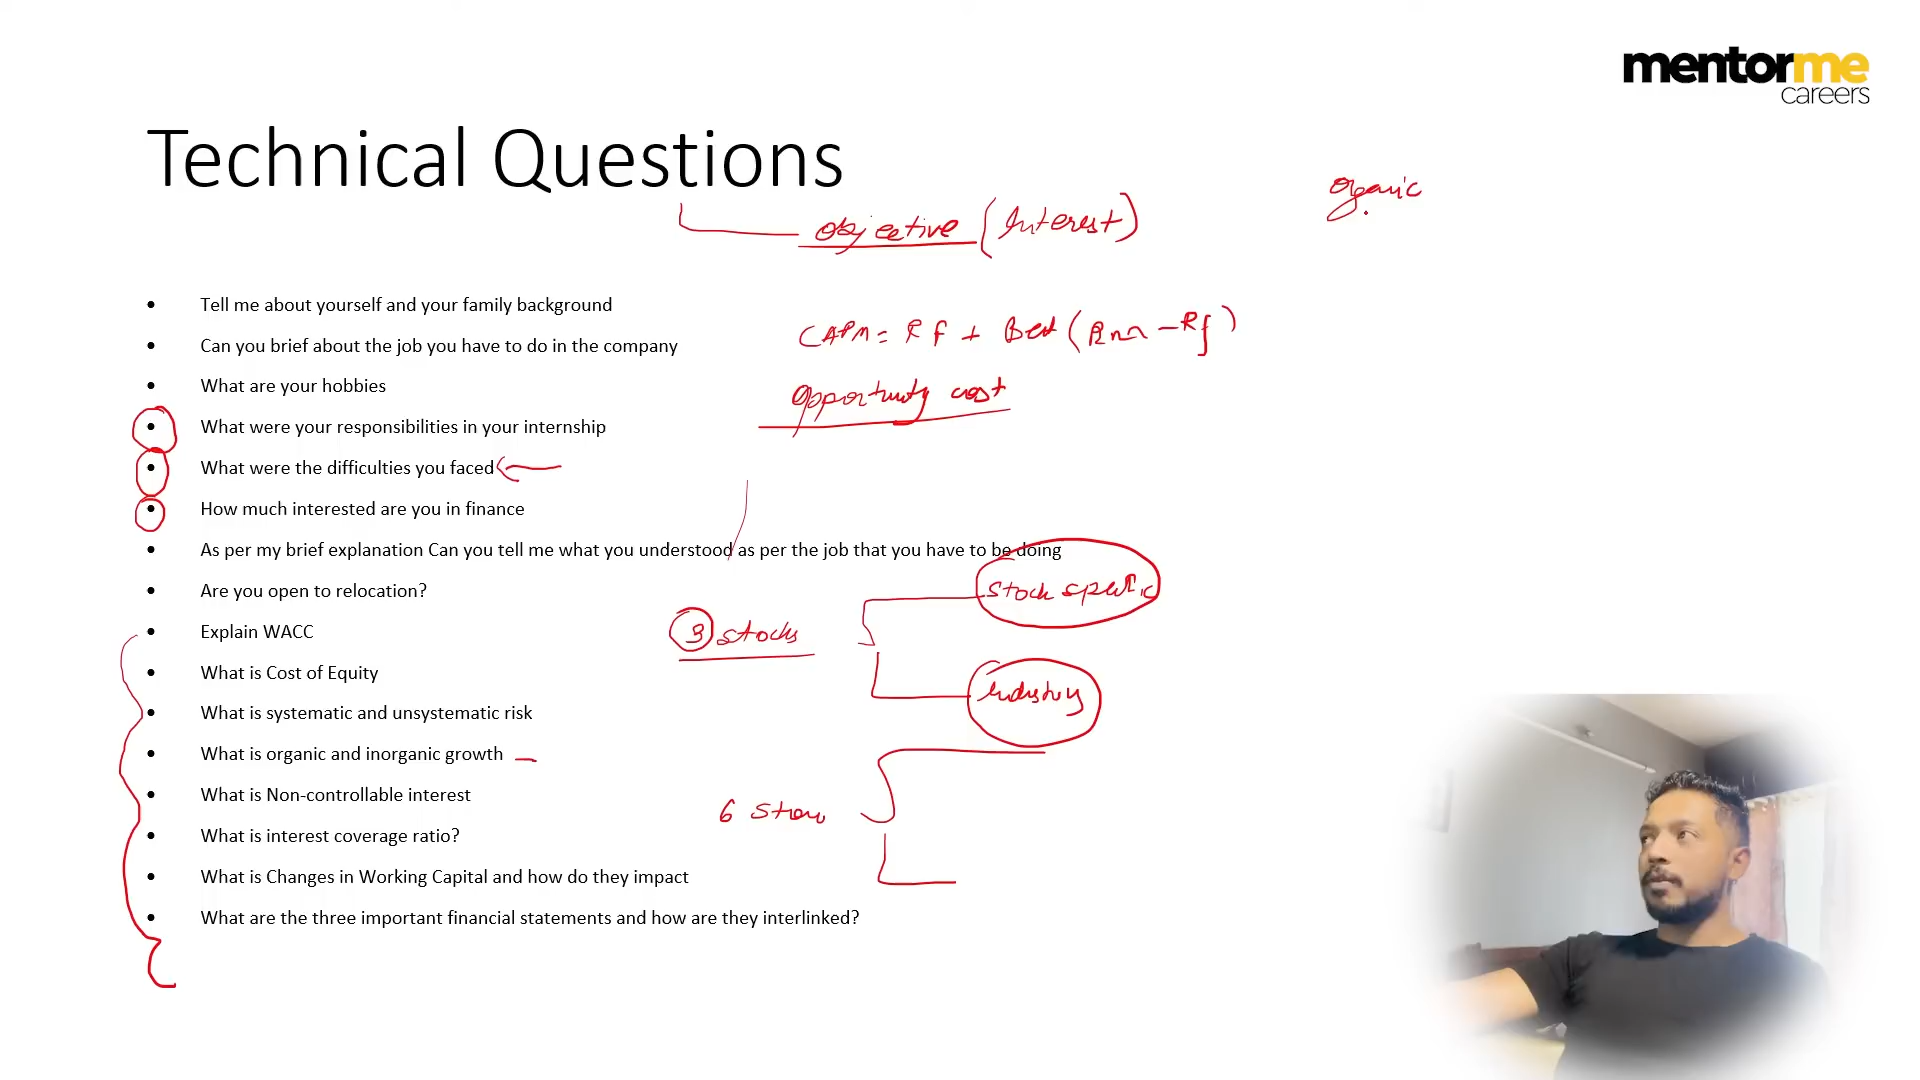 mentorme
careers
Technical Questions
organic
objective (Interest)
Tell me about yourself and your family background
CAPM = RF + Beta (Rm - Rf)
Can you brief about the job you have to do in the company
What are your hobbies
opportunity cost
What were your responsibilities in your internship
What were the difficulties you faced
How much interested are you in finance
As per my brief explanation Can you tell me what you understood as per the job that you have to be doing
Are you open to relocation?
Stock specific
Explain WACC
3 stocks
What is Cost of Equity
Industry
What is systematic and unsystematic risk
What is organic and inorganic growth
What is Non-controllable interest
6
What is interest coverage ratio?
What is Changes in Working Capital and how do they impact
What are the three important financial statements and how are they interlinked?